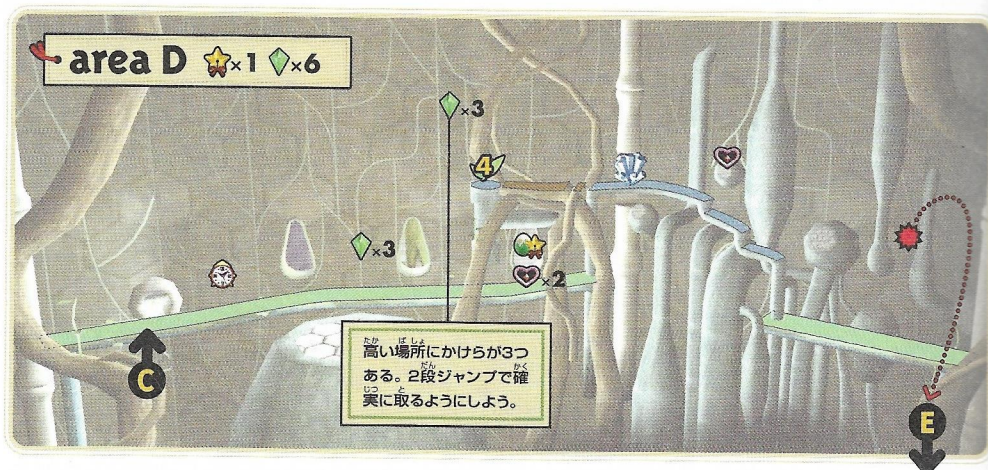 area D ×1 ×6
×3
4
×3
×2
C
高い場所にかけらが3つ
ある。2段ジャンプで確
実に取るようにしよう。
E